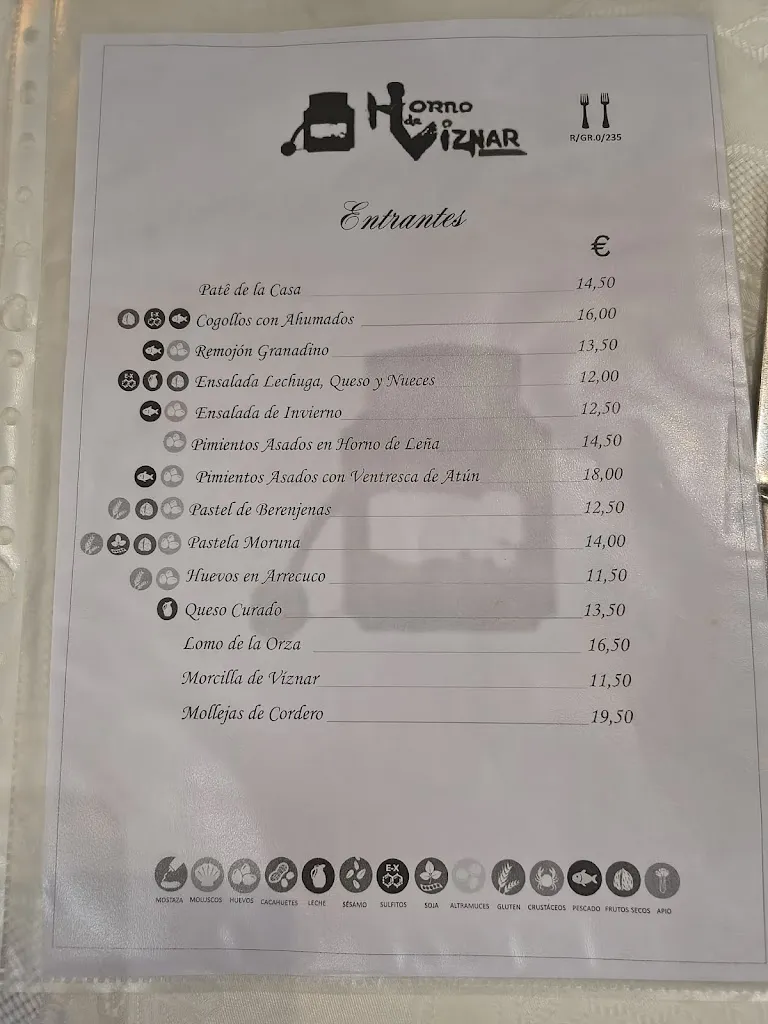 Horno
de
Víznar
R/GR.0/235
Entrantes
€
Patê de la Casa 14,50
E-X Cogollos con Ahumados 16,00
Remojón Granadino 13,50
E-X Ensalada Lechuga, Queso y Nueces 12,00
Ensalada de Invierno 12,50
Pimientos Asados en Horno de Leña 14,50
Pimientos Asados con Ventresca de Atún 18,00
Pastel de Berenjenas 12,50
Pastela Moruna 14,00
Huevos en Arrecuco 11,50
Queso Curado 13,50
Lomo de la Orza 16,50
Morcilla de Víznar 11,50
Mollejas de Cordero 19,50
E-X
MOSTAZA MOLUSCOS HUEVOS CACAHUETES LECHE SÉSAMO SULFITOS SOJA ALTRAMUCES GLUTEN CRUSTÁCEOS PESCADO FRUTOS SECOS APIO